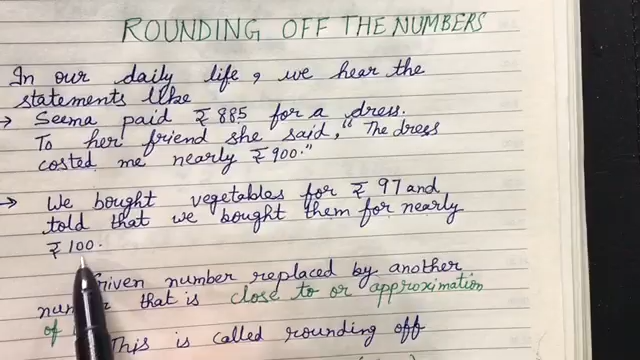 ROUNDING OFF THE NUMBERS
In our daily life, we hear the
statements like
→ Seema paid ₹ 885 for a dress.
To her friend she said, "The dress
costed me nearly ₹ 900."
→ We bought vegetables for ₹ 97 and
told that we bought them for nearly
₹ 100.
Given number replaced by another
number that is close to or approximation
of This is called rounding off